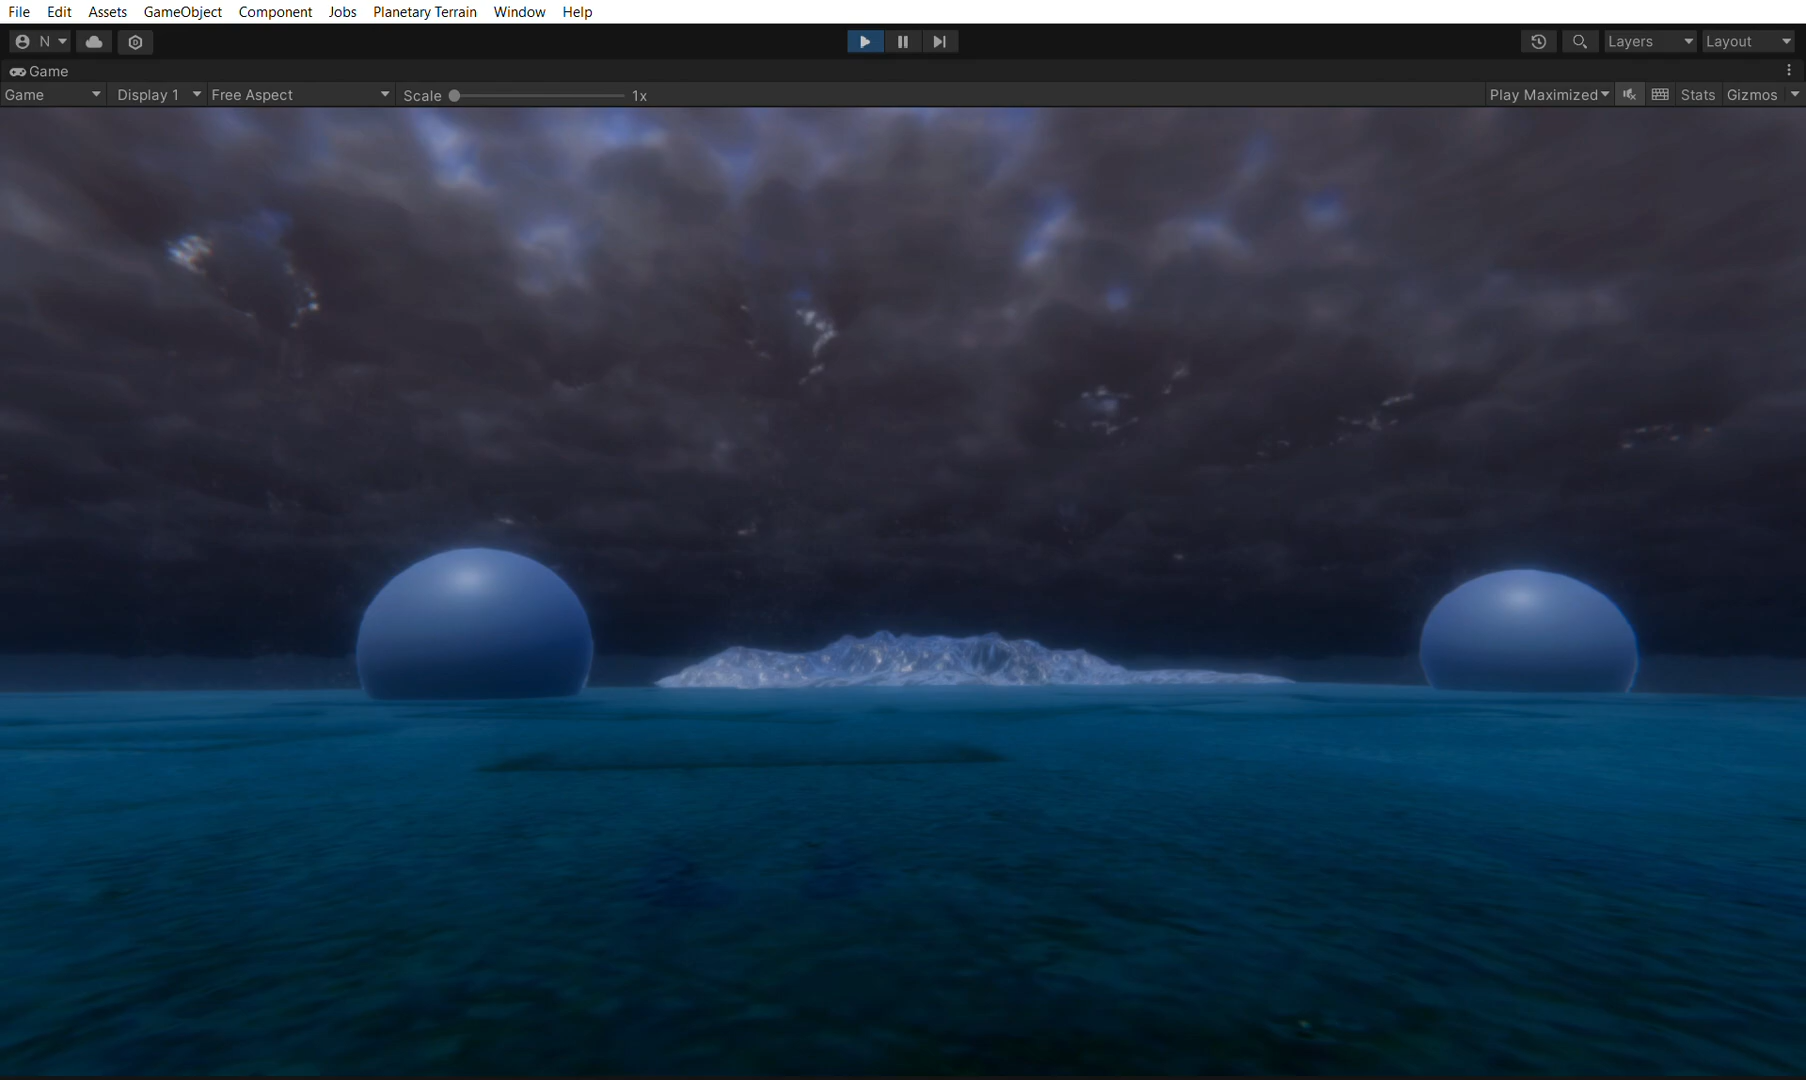 File Edit Assets GameObject Component Jobs Planetary Terrain Window Help
N Layers Layout
Game
Game Display 1 Free Aspect Scale 1x Play Maximized Stats Gizmos